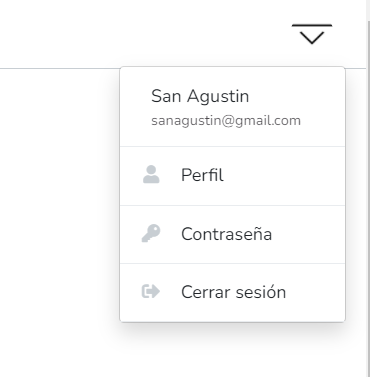 San Agustin
sanagustin@gmail.com
Perfil
Contraseña
Cerrar sesión